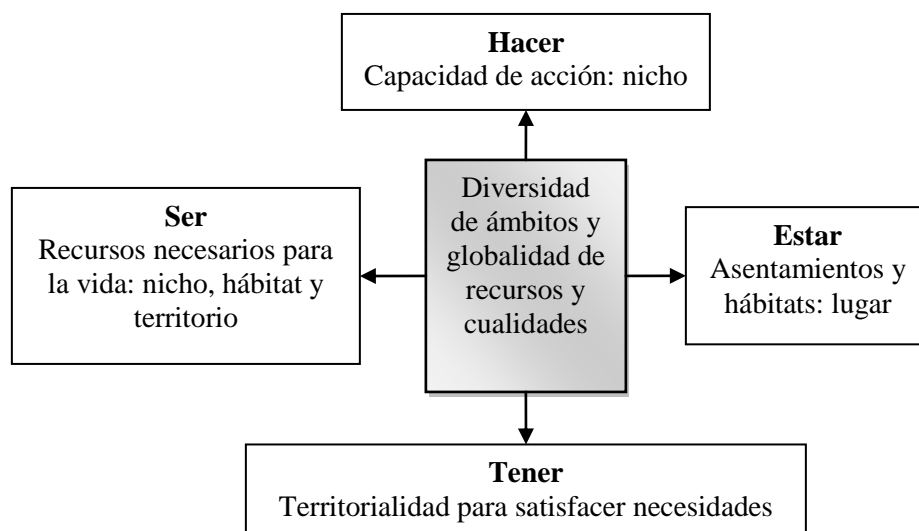 Hacer
Capacidad de acción: nicho
Diversidad
de ámbitos y
globalidad de
recursos y
cualidades
Ser
Recursos necesarios para
la vida: nicho, hábitat y
territorio
Estar
Asentamientos y
hábitats: lugar
Tener
Territorialidad para satisfacer necesidades